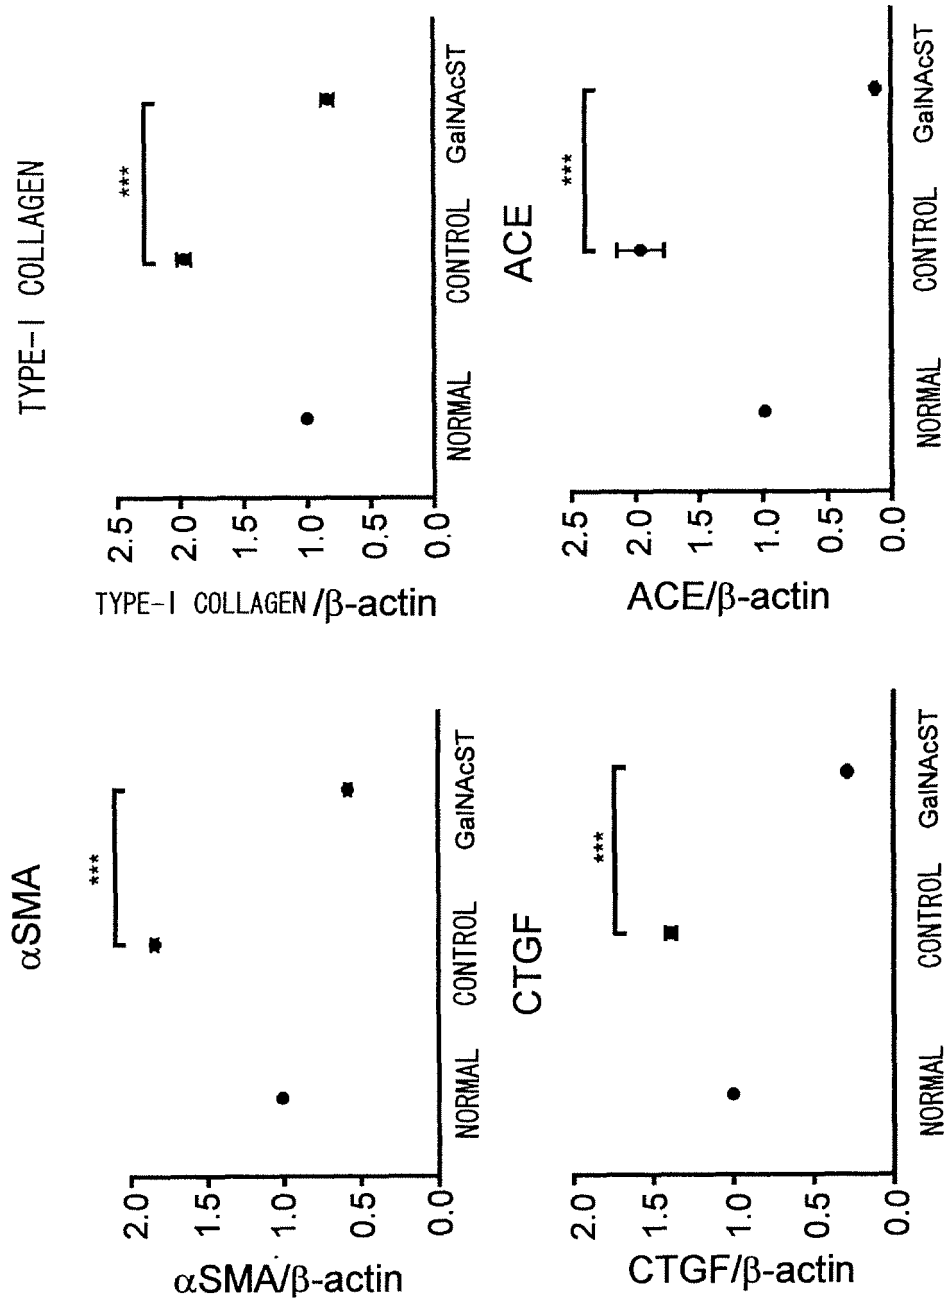 αSMA
αSMA/β-actin
2.0
1.5
1.0
0.5
0.0
***
NORMAL
CONTROL
GalNAcST
TYPE-I COLLAGEN
TYPE-I COLLAGEN/β-actin
2.5
2.0
1.5
1.0
0.5
0.0
***
NORMAL
CONTROL
GalNAcST
CTGF
CTGF/β-actin
2.0
1.5
1.0
0.5
0.0
***
NORMAL
CONTROL
GalNAcST
ACE
ACE/β-actin
2.5
2.0
1.5
1.0
0.5
0.0
***
NORMAL
CONTROL
GalNAcST